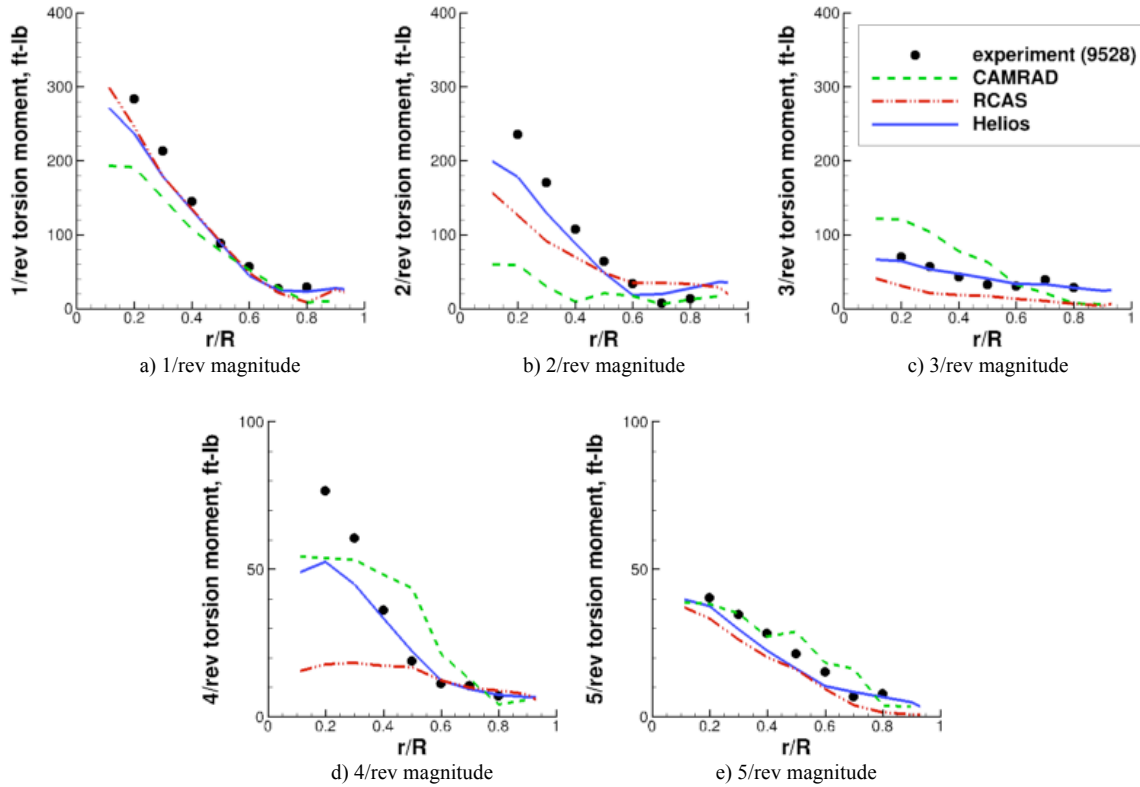 1/rev torsion moment, ft-lb
400
300
200
100
0
0 0.2 0.4 0.6 0.8 1
r/R
a) 1/rev magnitude
2/rev torsion moment, ft-lb
400
300
200
100
0
0 0.2 0.4 0.6 0.8 1
r/R
b) 2/rev magnitude
3/rev torsion moment, ft-lb
400
300
200
100
0
0 0.2 0.4 0.6 0.8 1
r/R
c) 3/rev magnitude
experiment (9528)
CAMRAD
RCAS
Helios
4/rev torsion moment, ft-lb
100
50
0
0 0.2 0.4 0.6 0.8 1
r/R
d) 4/rev magnitude
5/rev torsion moment, ft-lb
100
50
0
0 0.2 0.4 0.6 0.8 1
r/R
e) 5/rev magnitude